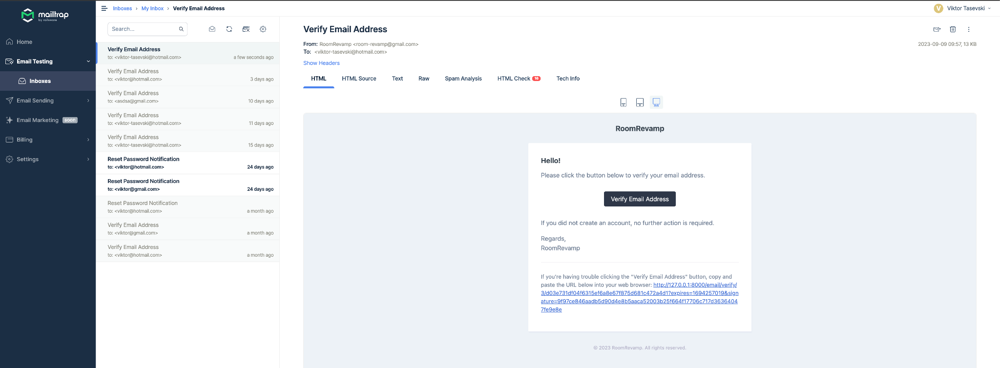 mailtrap
by railsware
Home
Email Testing
Inboxes
Email Sending
Email Marketing soon
Billing
Settings
Inboxes › My Inbox › Verify Email Address
V Viktor Tasevski
Search...
Verify Email Address
to: <viktor-tasevski@hotmail.com> a few seconds ago
Verify Email Address
to: <viktor@hotmail.com> 3 days ago
Verify Email Address
to: <asdsa@gmail.com> 10 days ago
Verify Email Address
to: <viktor-tasevski@hotmail.com> 11 days ago
Verify Email Address
to: <viktor-tasevski@hotmail.com> 15 days ago
Reset Password Notification
to: <viktor@hotmail.com> 24 days ago
Reset Password Notification
to: <viktor@gmail.com> 24 days ago
Reset Password Notification
to: <viktor@hotmail.com> a month ago
Verify Email Address
to: <viktor@gmail.com> a month ago
Verify Email Address
to: <viktor@hotmail.com> a month ago
Verify Email Address
From: RoomRevamp <room-revamp@gmail.com>
2023-09-09 09:57, 13 KB
To: <viktor-tasevski@hotmail.com>
Show Headers
HTML HTML Source Text Raw Spam Analysis HTML Check 16 Tech Info
RoomRevamp
Hello!
Please click the button below to verify your email address.
Verify Email Address
If you did not create an account, no further action is required.
Regards,
RoomRevamp
If you're having trouble clicking the "Verify Email Address" button, copy and
paste the URL below into your web browser: http://127.0.0.1:8000/email/verify/
3/d03e731df04f6315ef6a8e67f875d681c472a4d1?expires=1694257019&sign
ature=9f97ce846aadb5d90d4e8b5aaca52003b25f664f17706c717d3636404
7fe9e8e
© 2023 RoomRevamp. All rights reserved.